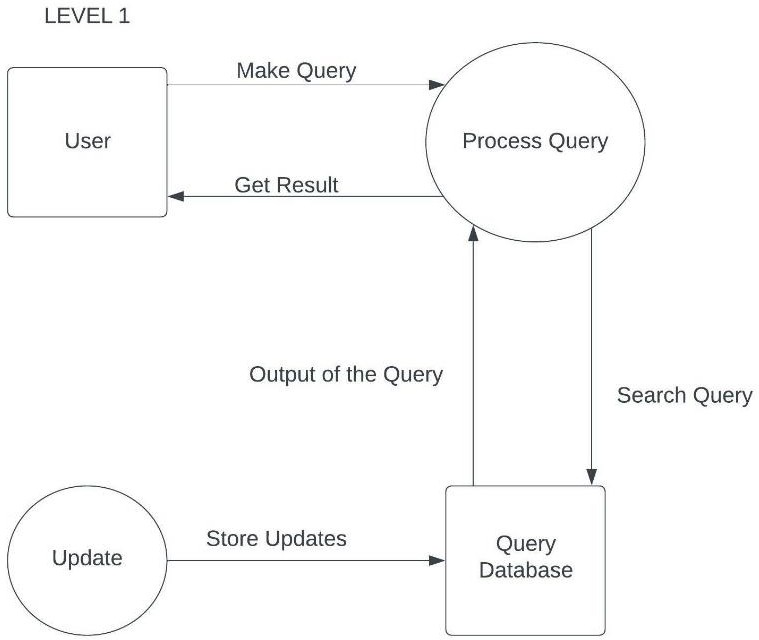 LEVEL 1
Make Query
User
Process Query
Get Result
Output of the Query
Search Query
Store Updates
Update
Query
Database